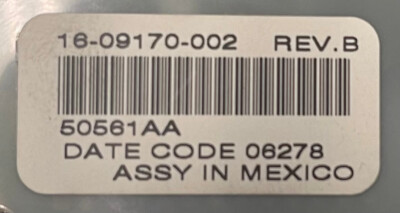 16-09170-002 REV.B
50561AA
DATE CODE 06278
ASSY IN MEXICO